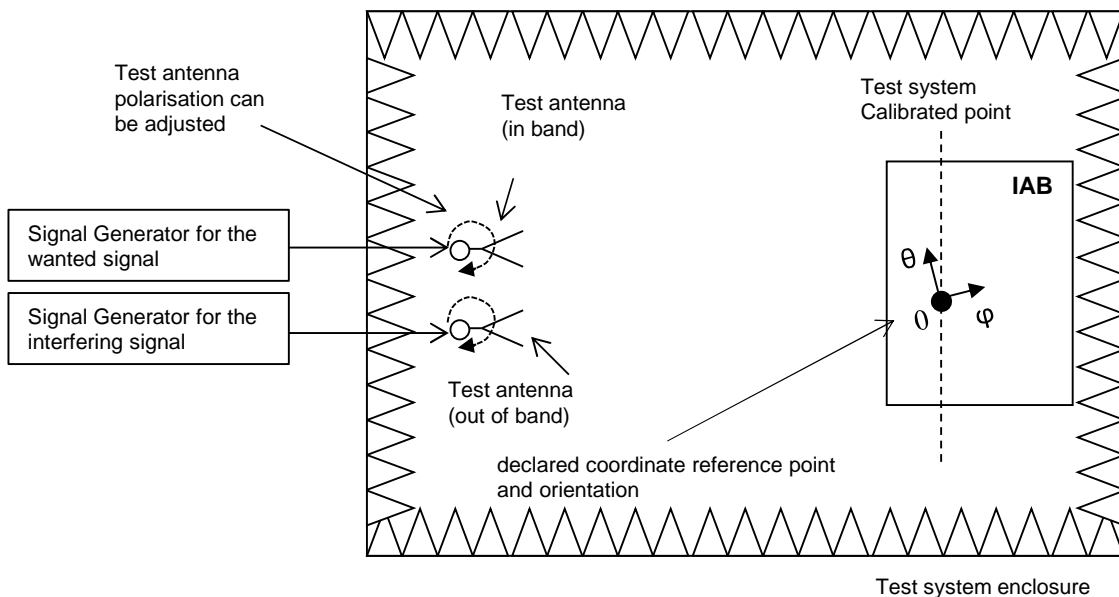 Test antenna
polarisation can
be adjusted
Test antenna
(in band)
Test system
Calibrated point
IAB
Signal Generator for the
wanted signal
θ
0
φ
Signal Generator for the
interfering signal
Test antenna
(out of band)
declared coordinate reference point
and orientation
Test system enclosure